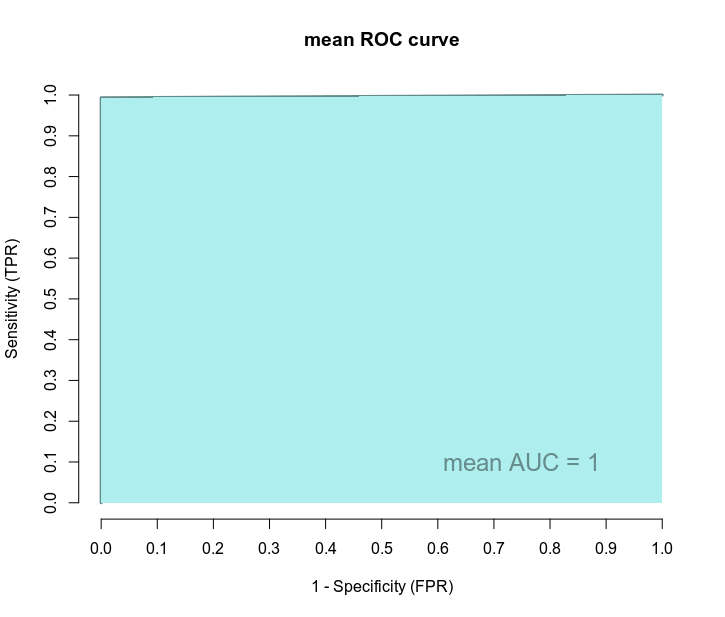 mean ROC curve
Sensitivity (TPR)
1.0
0.9
0.8
0.7
0.6
0.5
0.4
0.3
0.2
0.1
0.0
mean AUC = 1
0.0 0.1 0.2 0.3 0.4 0.5 0.6 0.7 0.8 0.9 1.0
1 - Specificity (FPR)